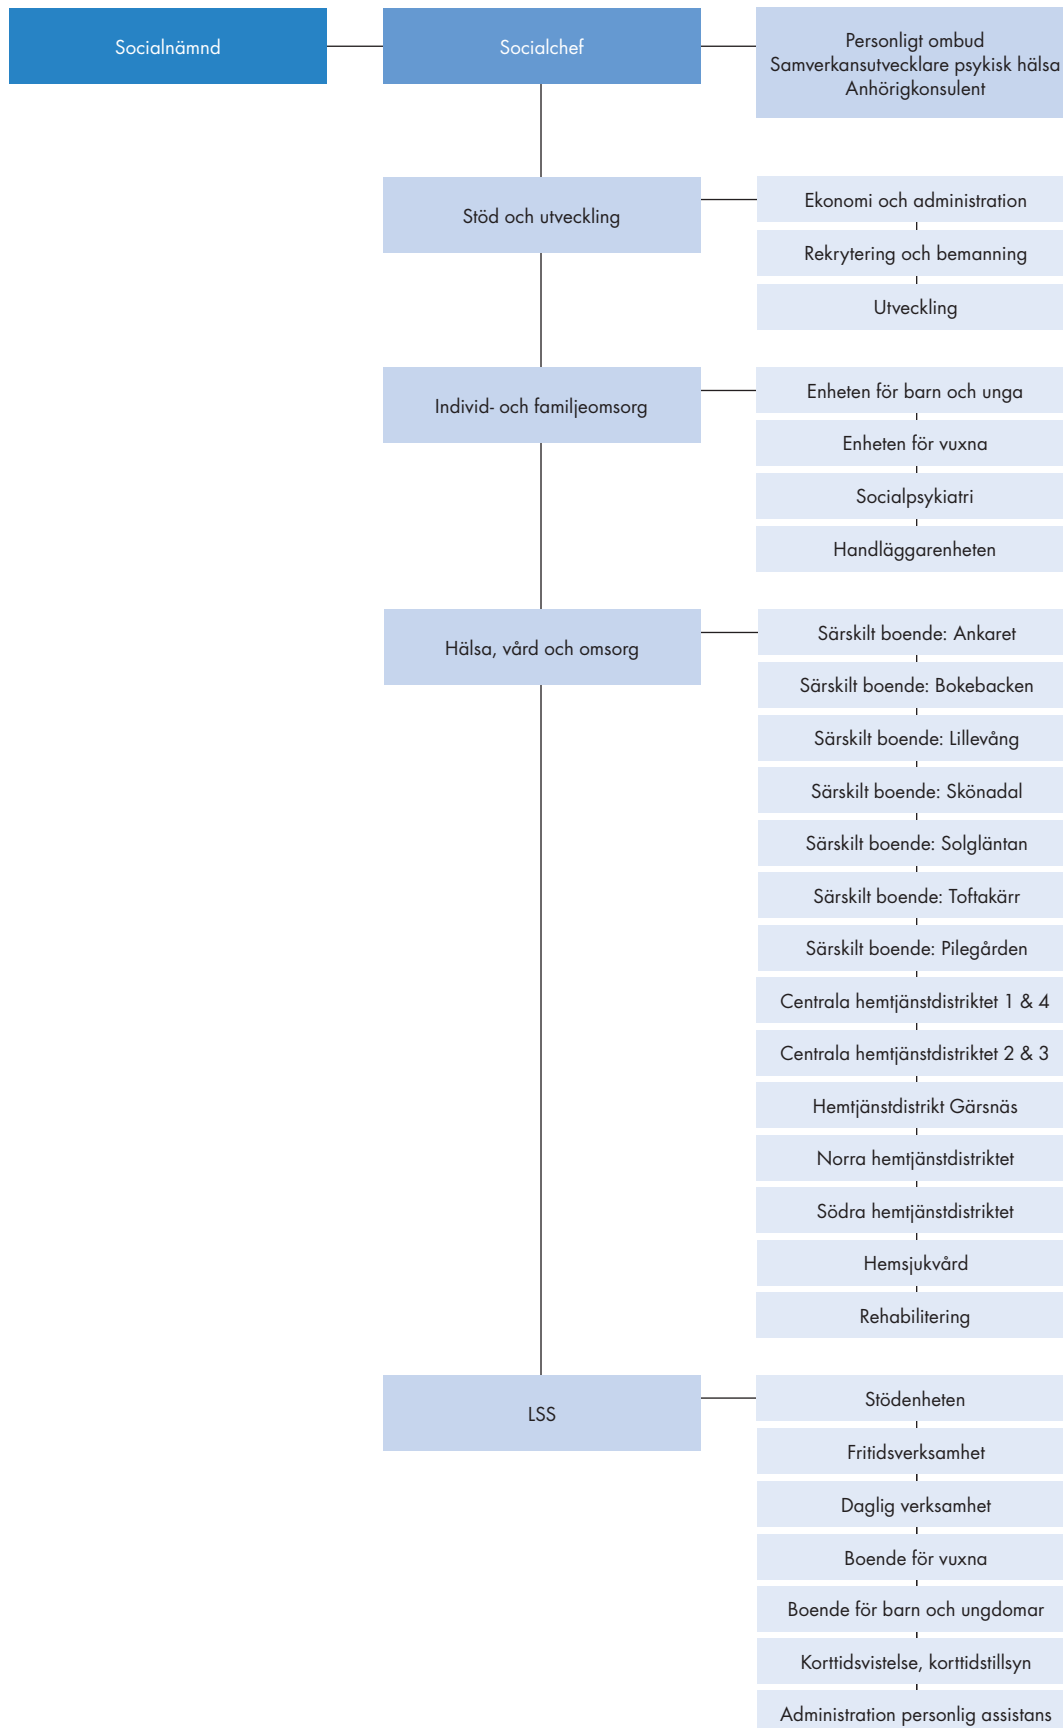 Socialnämnd
Socialchef
Personligt ombud
Samverkansutvecklare psykisk hälsa
Anhörigkonsulent
Stöd och utveckling
Ekonomi och administration
Rekrytering och bemanning
Utveckling
Individ- och familjeomsorg
Enheten för barn och unga
Enheten för vuxna
Socialpsykiatri
Handläggarenheten
Hälsa, vård och omsorg
Särskilt boende: Ankaret
Särskilt boende: Bokebacken
Särskilt boende: Lillevång
Särskilt boende: Skönadal
Särskilt boende: Solgläntan
Särskilt boende: Toftakärr
Särskilt boende: Pilegården
Centrala hemtjänstdistriktet 1 & 4
Centrala hemtjänstdistriktet 2 & 3
Hemtjänstdistrikt Gärsnäs
Norra hemtjänstdistriktet
Södra hemtjänstdistriktet
Hemsjukvård
Rehabilitering
LSS
Stödenheten
Fritidsverksamhet
Daglig verksamhet
Boende för vuxna
Boende för barn och ungdomar
Korttidsvistelse, korttidstillsyn
Administration personlig assistans